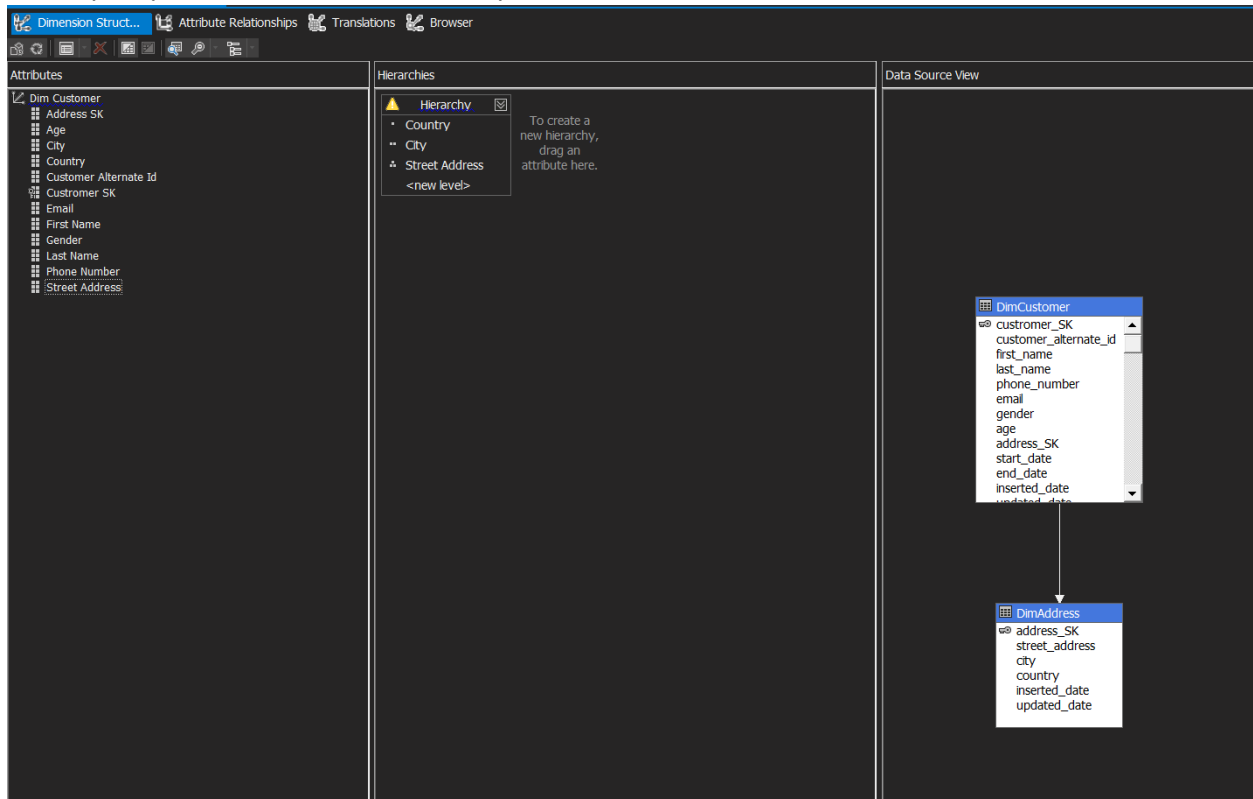 Dimension Struct...
Attribute Relationships
Translations
Browser
Attributes
Dim Customer
Address SK
Age
City
Country
Customer Alternate Id
Custromer SK
Email
First Name
Gender
Last Name
Phone Number
Street Address
Hierarchies
Hierarchy
Country
City
Street Address
<new level>
To create a
new hierarchy,
drag an
attribute here.
Data Source View
DimCustomer
custromer_SK
customer_alternate_id
first_name
last_name
phone_number
email
gender
age
address_SK
start_date
end_date
inserted_date
updated_date
DimAddress
address_SK
street_address
city
country
inserted_date
updated_date